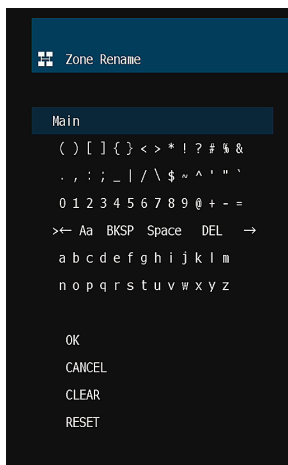 Zone Rename
Main
( ) [ ] { } < > * ! ? # % &
. , : ; _ | / \ $ ~ ^ ' " `
0 1 2 3 4 5 6 7 8 9 @ + - =
>← Aa BKSP Space DEL →
a b c d e f g h i j k l m
n o p q r s t u v w x y z
OK
CANCEL
CLEAR
RESET